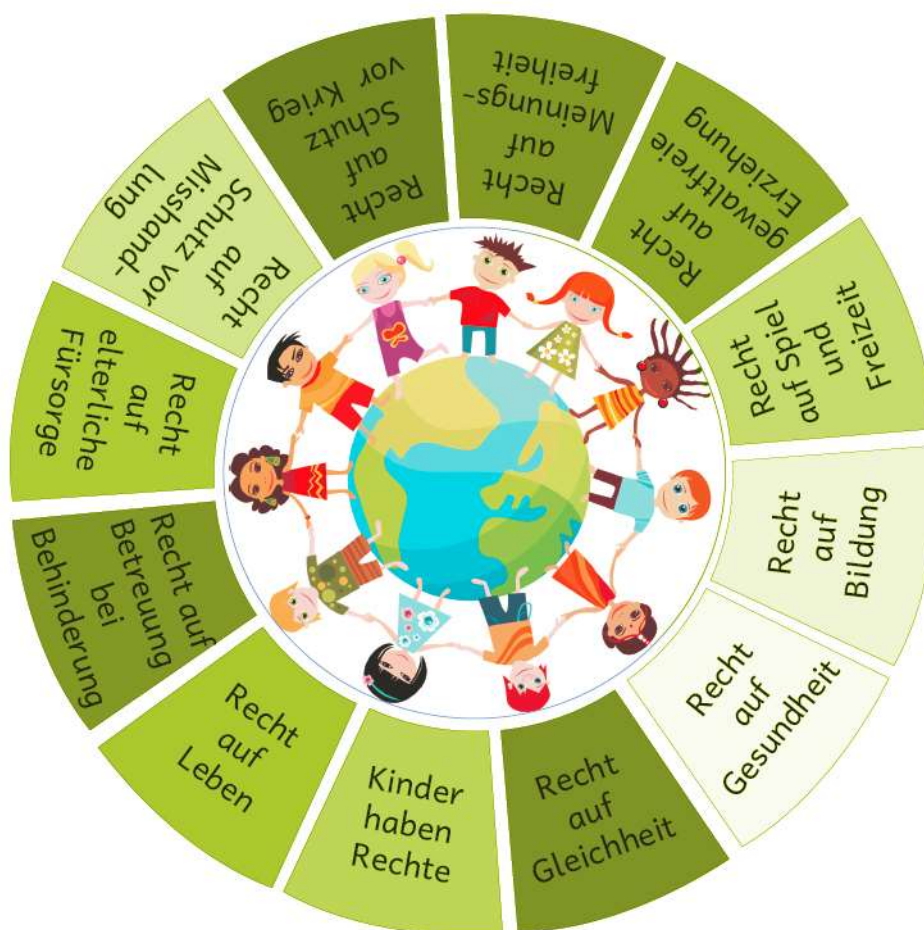 Kinder
haben
Rechte
Recht
auf
Gleichheit
Recht
auf
Gesundheit
Recht
auf
Bildung
Recht
auf Spiel
und
Freizeit
Recht
auf
gewaltfreie
Erziehung
Recht
auf
Meinungs-
freiheit
Recht
auf
Schutz
vor Krieg
Recht
auf
Schutz vor
Misshand-
lung
Recht
auf
elterliche
Fürsorge
Recht auf
Betreuung
bei
Behinderung
Recht
auf
Leben